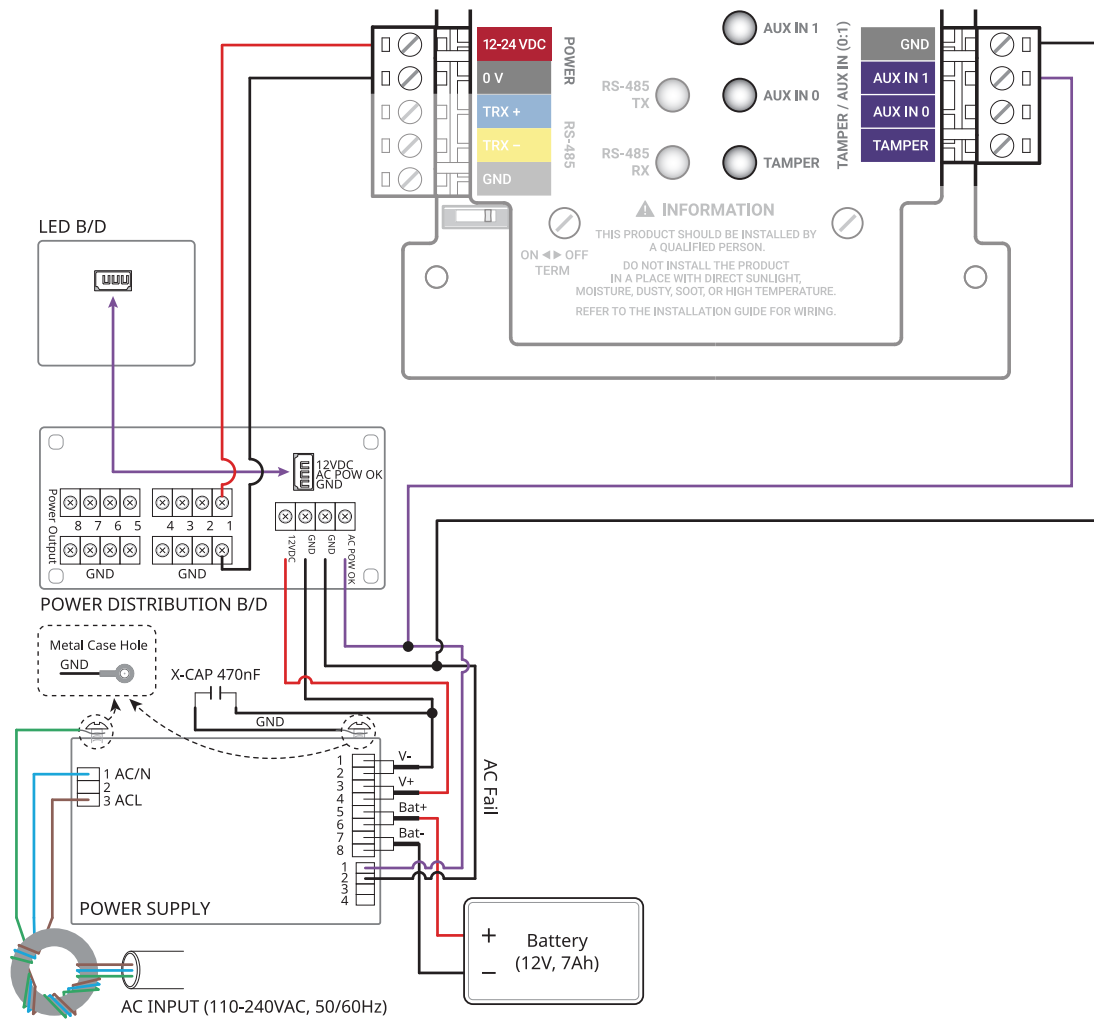 12-24 VDC
0 V
TRX +
TRX –
GND
POWER
RS-485
RS-485
TX
RS-485
RX
AUX IN 1
AUX IN 0
TAMPER
TAMPER / AUX IN (0:1)
GND
AUX IN 1
AUX IN 0
TAMPER
INFORMATION
THIS PRODUCT SHOULD BE INSTALLED BY
A QUALIFIED PERSON.
DO NOT INSTALL THE PRODUCT
IN A PLACE WITH DIRECT SUNLIGHT,
MOISTURE, DUSTY, SOOT, OR HIGH TEMPERATURE.
REFER TO THE INSTALLATION GUIDE FOR WIRING.
ON ◄► OFF
TERM
LED B/D
12VDC
AC POW OK
GND
Power Output
8 7 6 5
4 3 2 1
GND
GND
12VDC
GND
GND
AC POW OK
POWER DISTRIBUTION B/D
Metal Case Hole
GND
X-CAP 470nF
GND
1 AC/N
2
3 ACL
1
2
3
4
5
6
7
8
V-
V+
Bat+
Bat-
1
2
3
4
AC Fail
POWER SUPPLY
+
–
Battery
(12V, 7Ah)
AC INPUT (110-240VAC, 50/60Hz)